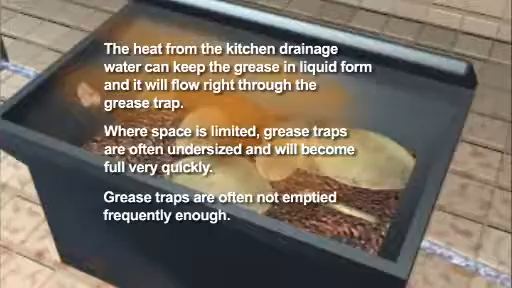 The heat from the kitchen drainage
water can keep the grease in liquid form
and it will flow right through the
grease trap.
Where space is limited, grease traps
are often undersized and will become
full very quickly.
Grease traps are often not emptied
frequently enough.